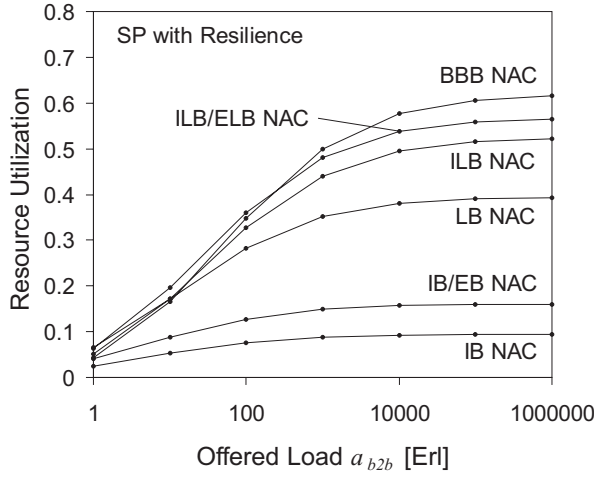 0.8
SP with Resilience
0.7
BBB NAC
0.6
ILB/ELB NAC
0.5
ILB NAC
0.4
LB NAC
0.3
0.2
IB/EB NAC
0.1
IB NAC
0
1
100
10000
1000000
Resource Utilization
Offered Load a b2b [Erl]